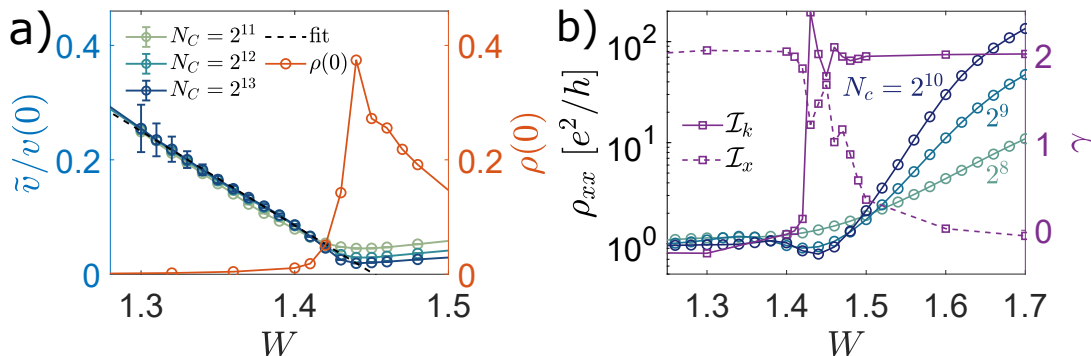 a)
0.4
0.2
0
ṽ/v(0)
N_C = 2^11
N_C = 2^12
N_C = 2^13
fit
ρ(0)
0.4
0.2
0
ρ(0)
1.3 1.4 1.5
W
b)
10^2
10^1
10^0
ρ_xx [e^2/h]
I_k
I_x
N_c = 2^10
2^9
2^8
2
1
0
γ
1.3 1.4 1.5 1.6 1.7
W